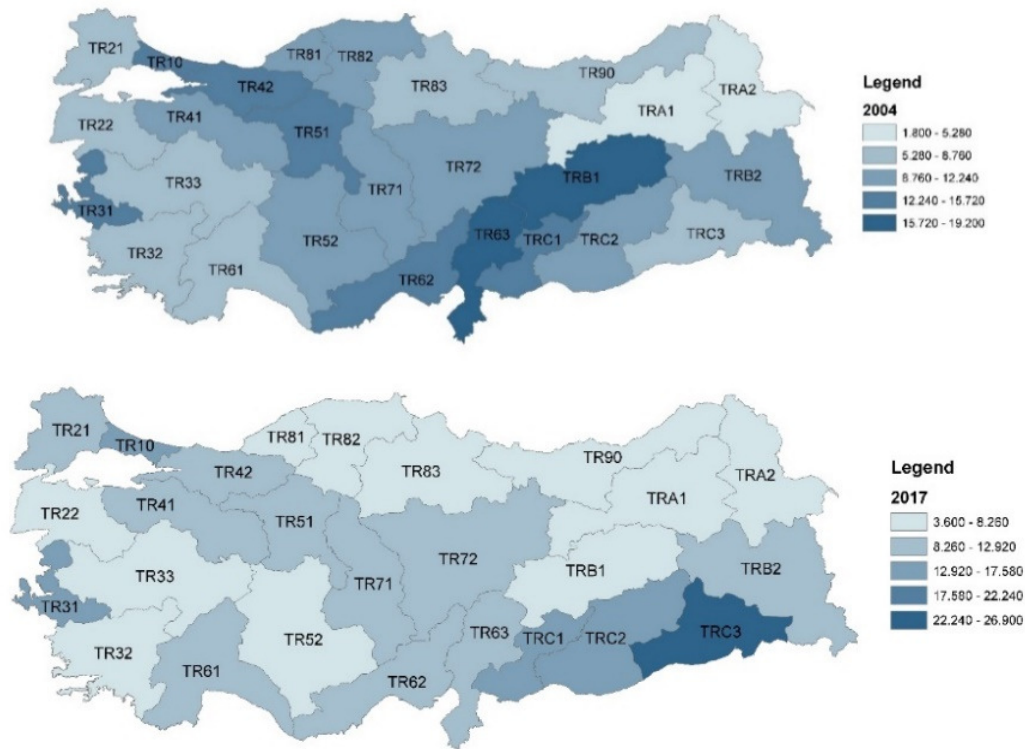 TR21
TR10
TR81
TR82
TR42
TR83
TR90
TRA2
TRA1
TR22
TR41
TR51
TR72
TR33
TR71
TRB1
TRB2
TR31
TR52
TR63
TRC1
TRC2
TRC3
TR32
TR61
TR62
Legend
2004
1.800 - 5.280
5.280 - 8.760
8.760 - 12.240
12.240 - 15.720
15.720 - 19.200
TR21
TR10
TR81
TR82
TR42
TR83
TR90
TRA2
TRA1
TR22
TR41
TR51
TR72
TR33
TR71
TRB1
TRB2
TR31
TR52
TR63
TRC1
TRC2
TRC3
TR32
TR61
TR62
Legend
2017
3.600 - 8.260
8.260 - 12.920
12.920 - 17.580
17.580 - 22.240
22.240 - 26.900